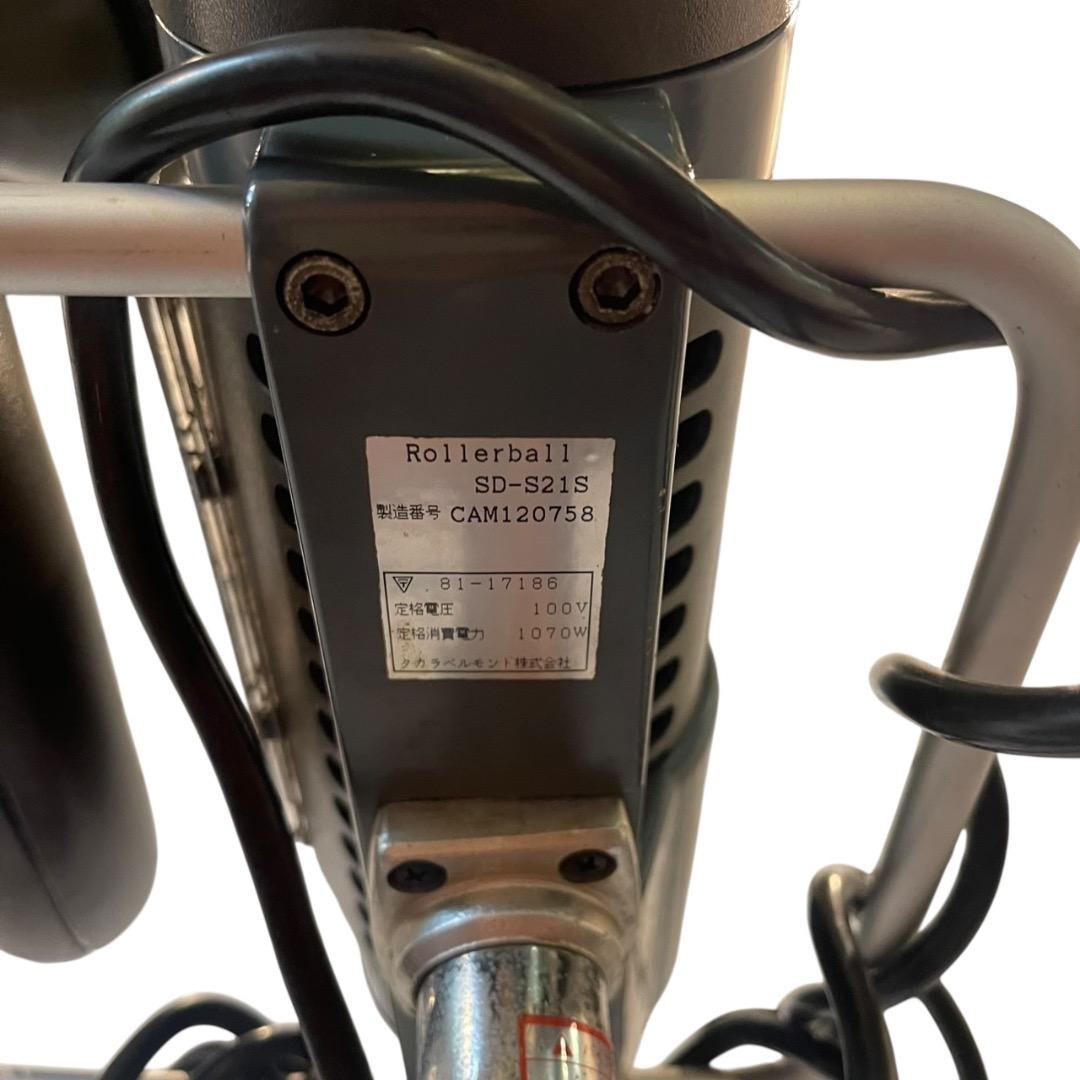 Rollerball
SD-S21S
製造番号 CAM120758
81-17186
定格電圧 100V
定格消費電力 1070W
タカラベルモント株式会社